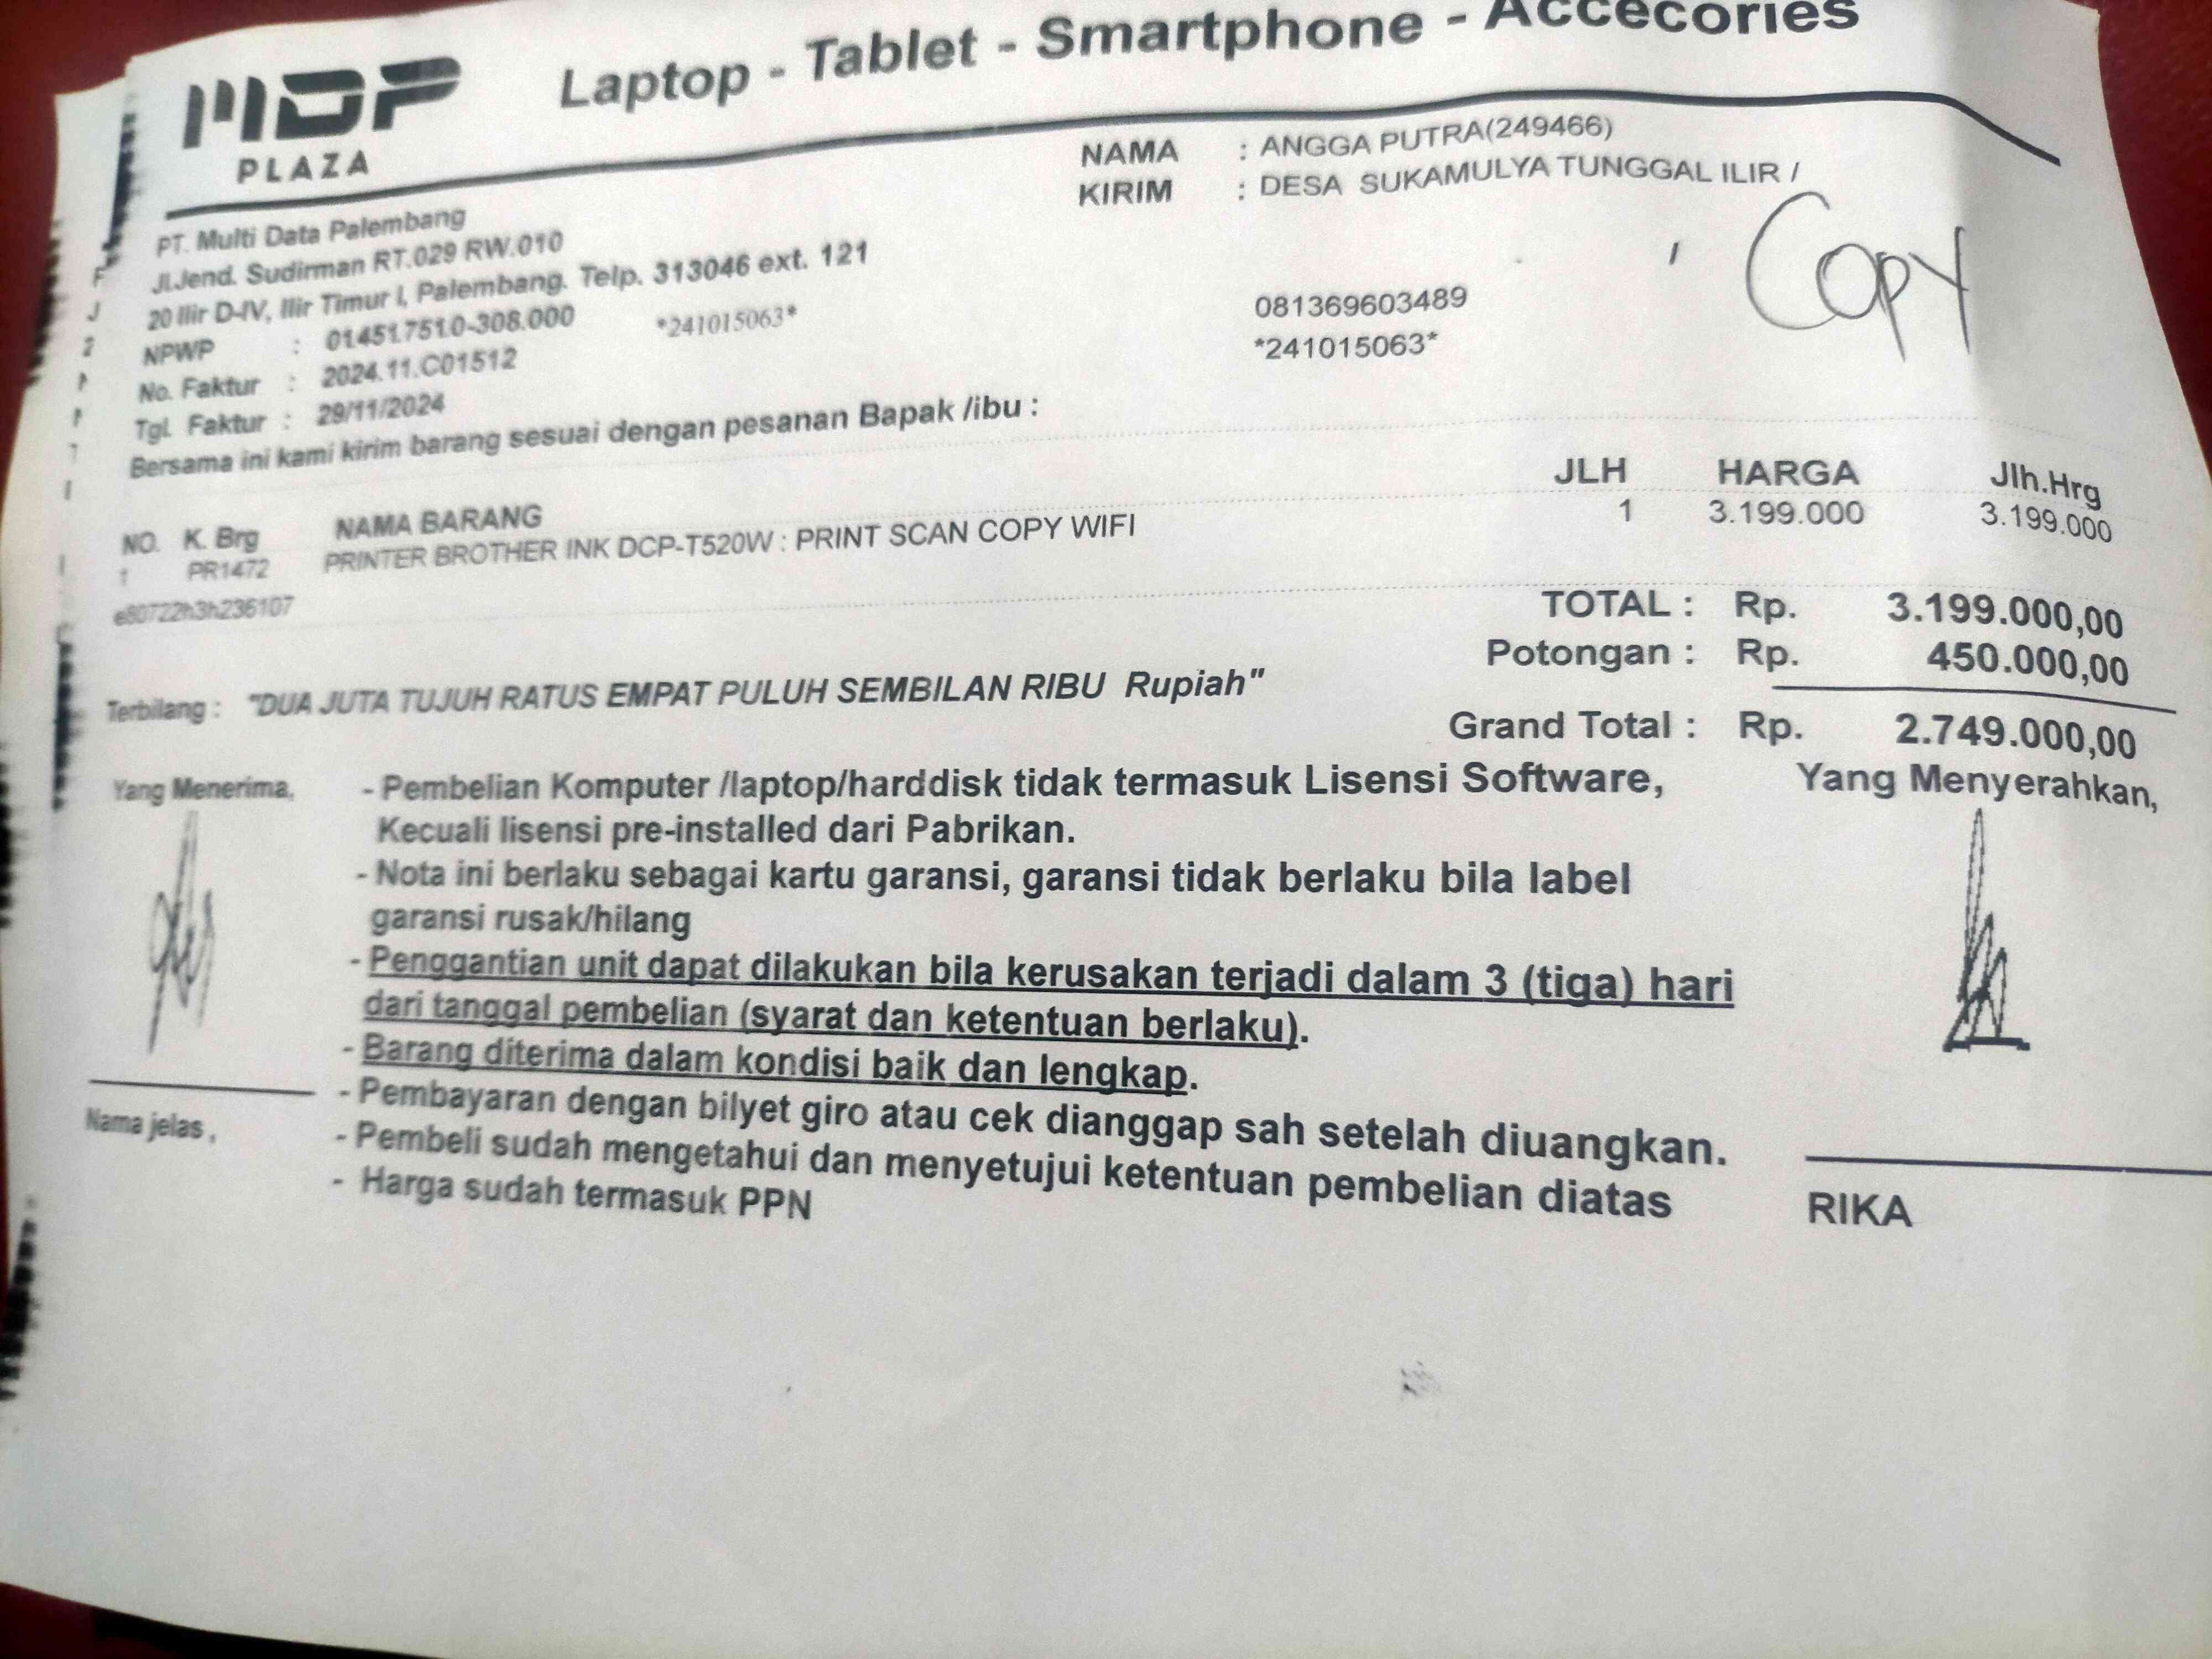 MDP
PLAZA
Laptop - Tablet - Smartphone - Accecories
NAMA : ANGGA PUTRA(249466)
KIRIM : DESA SUKAMULYA TUNGGAL ILIR /
/
Copy
081369603489
*241015063*
PT. Multi Data Palembang
Jl.Jend. Sudirman RT.029 RW.010
20 Ilir D-IV, Ilir Timur I, Palembang. Telp. 313046 ext. 121
NPWP : 01.451.751.0-308.000 *241015063*
No. Faktur : 2024.11.C01512
Tgl. Faktur : 29/11/2024
Bersama ini kami kirim barang sesuai dengan pesanan Bapak /ibu :
NO. K. Brg NAMA BARANG JLH HARGA Jlh.Hrg
1 PR1472 PRINTER BROTHER INK DCP-T520W : PRINT SCAN COPY WIFI 1 3.199.000 3.199.000
e80722h3h236107
TOTAL : Rp. 3.199.000,00
Potongan : Rp. 450.000,00
Terbilang : "DUA JUTA TUJUH RATUS EMPAT PULUH SEMBILAN RIBU Rupiah"
Grand Total : Rp. 2.749.000,00
Yang Menerima,
- Pembelian Komputer /laptop/harddisk tidak termasuk Lisensi Software,
Kecuali lisensi pre-installed dari Pabrikan.
- Nota ini berlaku sebagai kartu garansi, garansi tidak berlaku bila label
garansi rusak/hilang
- Penggantian unit dapat dilakukan bila kerusakan terjadi dalam 3 (tiga) hari
dari tanggal pembelian (syarat dan ketentuan berlaku).
- Barang diterima dalam kondisi baik dan lengkap.
- Pembayaran dengan bilyet giro atau cek dianggap sah setelah diuangkan.
- Pembeli sudah mengetahui dan menyetujui ketentuan pembelian diatas
- Harga sudah termasuk PPN
Nama jelas ,
Yang Menyerahkan,
RIKA